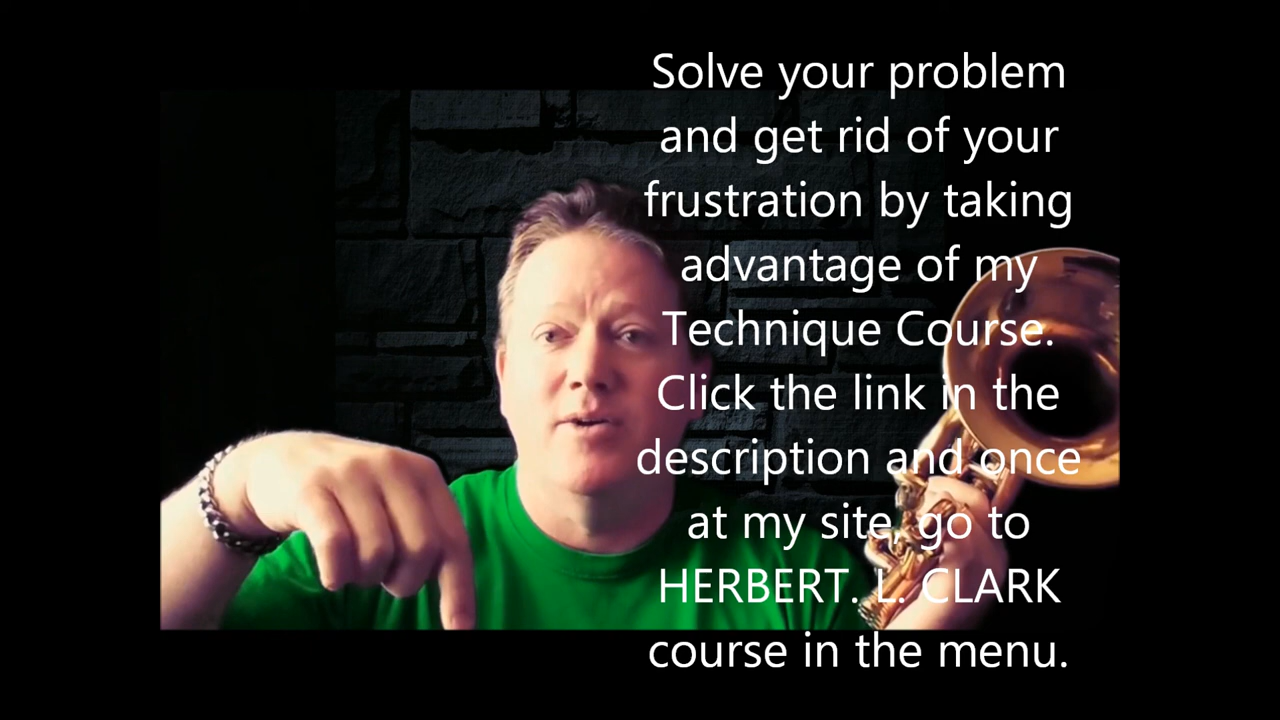 Solve your problem
and get rid of your
frustration by taking
advantage of my
Technique Course.
Click the link in the
description and once
at my site, go to
HERBERT. L. CLARK
course in the menu.